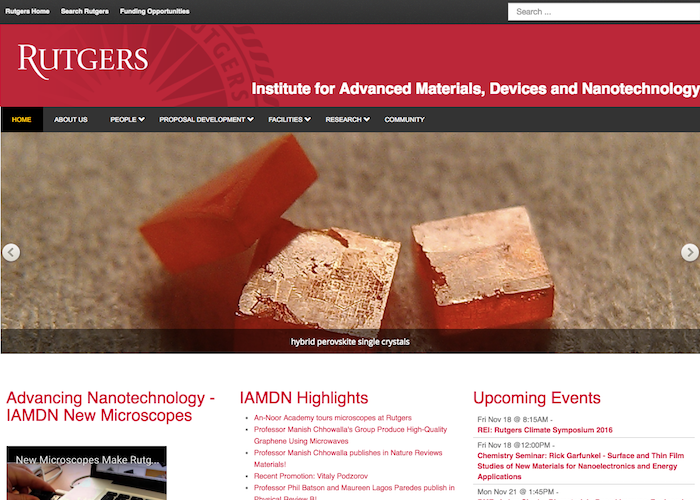 Rutgers Home Search Rutgers Funding Opportunities Search ...
RUTGERS
RUTGERS
Institute for Advanced Materials, Devices and Nanotechnology
HOME ABOUT US PEOPLE PROPOSAL DEVELOPMENT FACILITIES RESEARCH COMMUNITY
hybrid perovskite single crystals
Advancing Nanotechnology -
IAMDN New Microscopes
New Microscopes Make Rutg...
IAMDN Highlights
An-Noor Academy tours microscopes at Rutgers
Professor Manish Chhowalla's Group Produce High-Quality
Graphene Using Microwaves
Professor Manish Chhowalla publishes in Nature Reviews
Materials!
Recent Promotion: Vitaly Podzorov
Professor Phil Batson and Maureen Lagos Paredes publish in
Physical Review B!
Upcoming Events
Fri Nov 18 @ 8:15AM -
REI: Rutgers Climate Symposium 2016
Fri Nov 18 @12:00PM -
Chemistry Seminar: Rick Garfunkel - Surface and Thin Film
Studies of New Materials for Nanoelectronics and Energy
Applications
Mon Nov 21 @ 1:45PM -